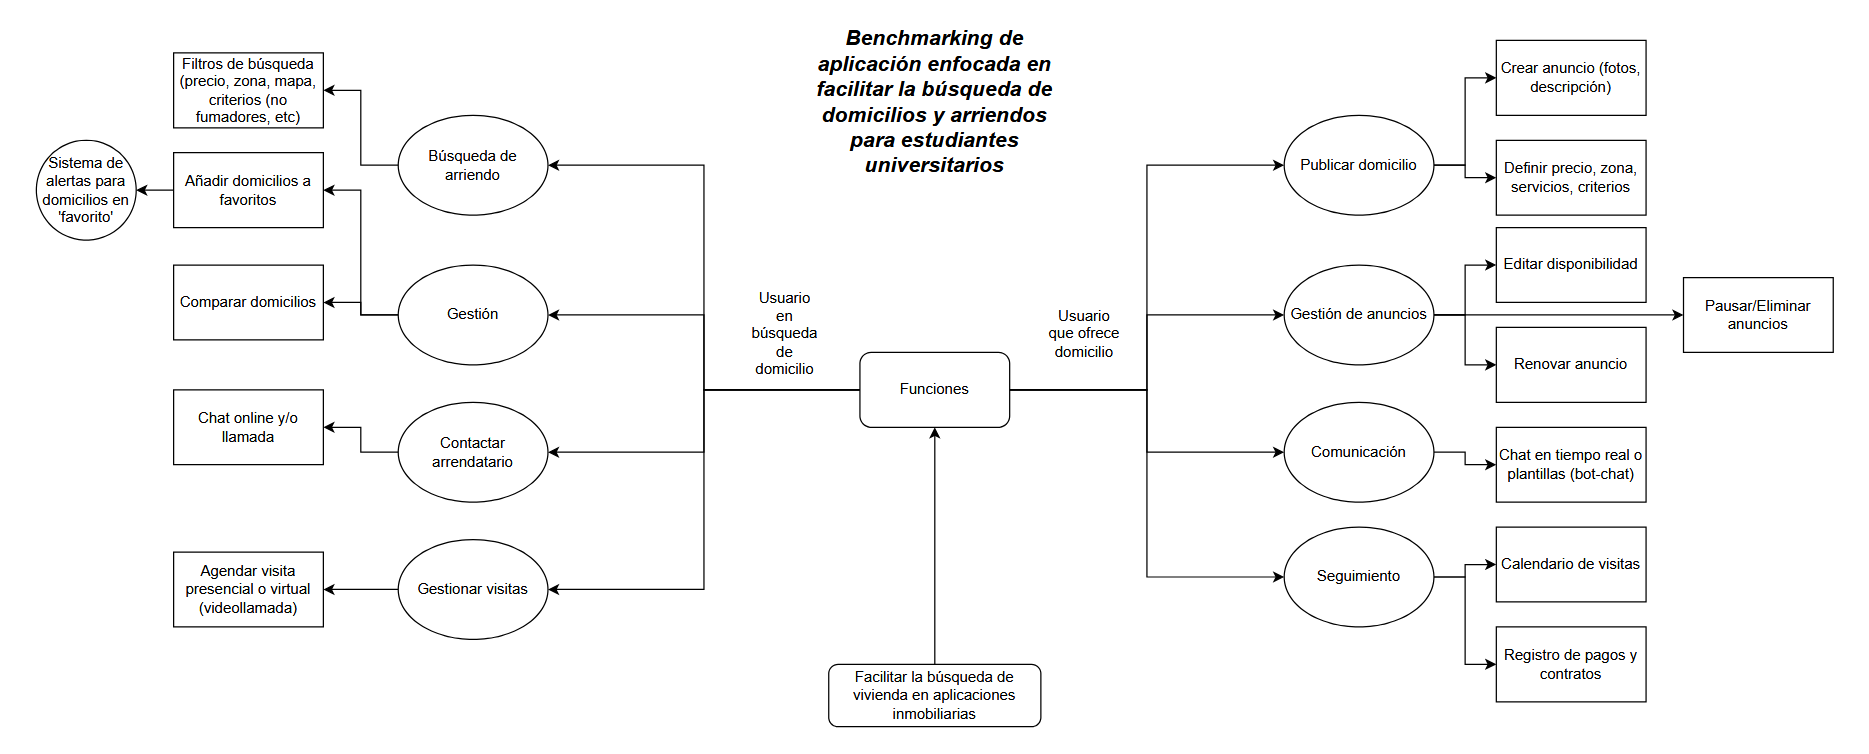 Benchmarking de
aplicación enfocada en
facilitar la búsqueda de
domicilios y arriendos
para estudiantes
universitarios
Filtros de búsqueda
(precio, zona, mapa,
criterios (no
fumadores, etc)
Sistema de
alertas para
domicilios en
'favorito'
Añadir domicilios a
favoritos
Comparar domicilios
Chat online y/o
llamada
Agendar visita
presencial o virtual
(videollamada)
Búsqueda de
arriendo
Gestión
Contactar
arrendatario
Gestionar visitas
Usuario
en
búsqueda
de
domicilio
Funciones
Facilitar la búsqueda de
vivienda en aplicaciones
inmobiliarias
Usuario
que ofrece
domicilio
Publicar domicilio
Gestión de anuncios
Comunicación
Seguimiento
Crear anuncio (fotos,
descripción)
Definir precio, zona,
servicios, criterios
Editar disponibilidad
Pausar/Eliminar
anuncios
Renovar anuncio
Chat en tiempo real o
plantillas (bot-chat)
Calendario de visitas
Registro de pagos y
contratos